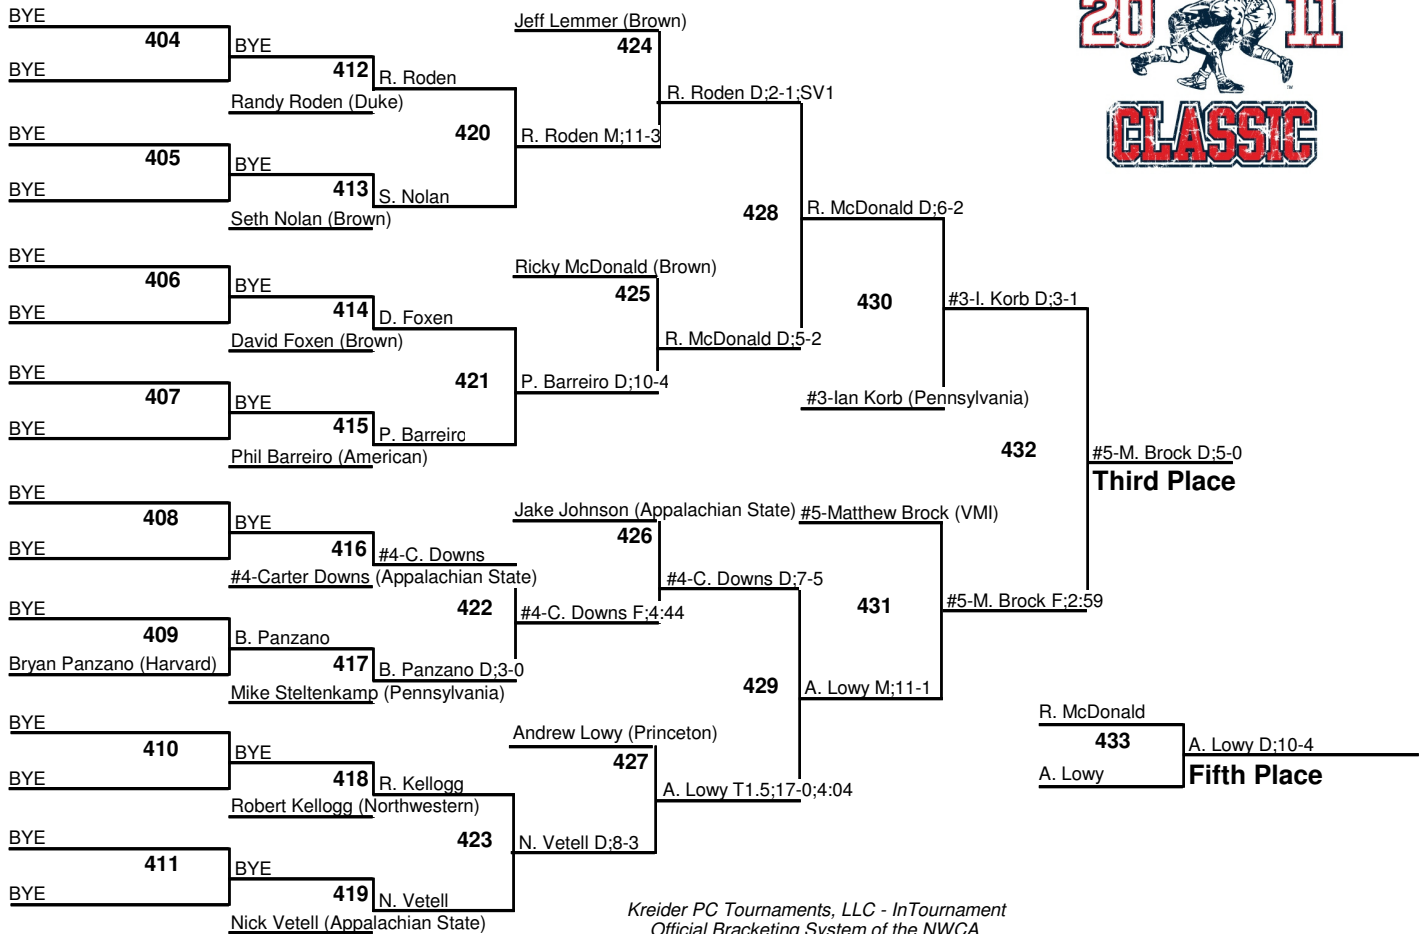 BYE
404
BYE
BYE
412
R. Roden
Randy Roden (Duke)
BYE
405
BYE
BYE
413
S. Nolan
Seth Nolan (Brown)
420
R. Roden M;11-3
Jeff Lemmer (Brown)
424
R. Roden D;2-1;SV1
BYE
406
BYE
BYE
414
D. Foxen
David Foxen (Brown)
BYE
407
BYE
BYE
415
P. Barreiro
Phil Barreiro (American)
421
P. Barreiro D;10-4
Ricky McDonald (Brown)
425
R. McDonald D;5-2
428
R. McDonald D;6-2
430
#3-Ian Korb (Pennsylvania)
#3-I. Korb D;3-1
BYE
408
BYE
BYE
416
#4-C. Downs
#4-Carter Downs (Appalachian State)
BYE
409
Bryan Panzano (Harvard)
B. Panzano
417
B. Panzano D;3-0
Mike Steltenkamp (Pennsylvania)
422
#4-C. Downs F;4:44
Jake Johnson (Appalachian State)
426
#4-C. Downs D;7-5
BYE
410
BYE
BYE
418
R. Kellogg
Robert Kellogg (Northwestern)
BYE
411
BYE
BYE
419
N. Vetell
Nick Vetell (Appalachian State)
423
N. Vetell D;8-3
Andrew Lowy (Princeton)
427
A. Lowy T1.5;17-0;4:04
429
A. Lowy M;11-1
#5-Matthew Brock (VMI)
431
#5-M. Brock F;2:59
432
#5-M. Brock D;5-0
Third Place
R. McDonald
433
A. Lowy
A. Lowy D;10-4
Fifth Place
2011
CLASSIC
Kreider PC Tournaments, LLC - InTournament
Official Bracketing System of the NWCA